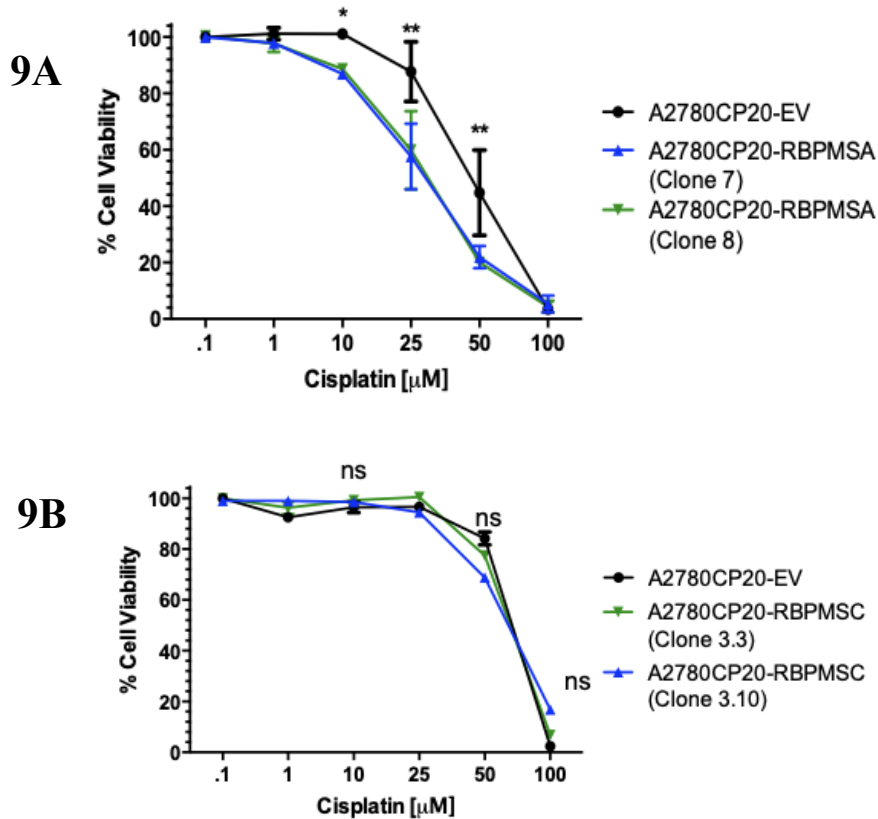 9A
*
**
**
100
80
60
40
20
0
% Cell Viability
.1 1 10 25 50 100
Cisplatin [μM]
A2780CP20-EV
A2780CP20-RBPMSA
(Clone 7)
A2780CP20-RBPMSA
(Clone 8)
9B
ns
ns
ns
100
80
60
40
20
0
% Cell Viability
.1 1 10 25 50 100
Cisplatin [μM]
A2780CP20-EV
A2780CP20-RBPMSC
(Clone 3.3)
A2780CP20-RBPMSC
(Clone 3.10)